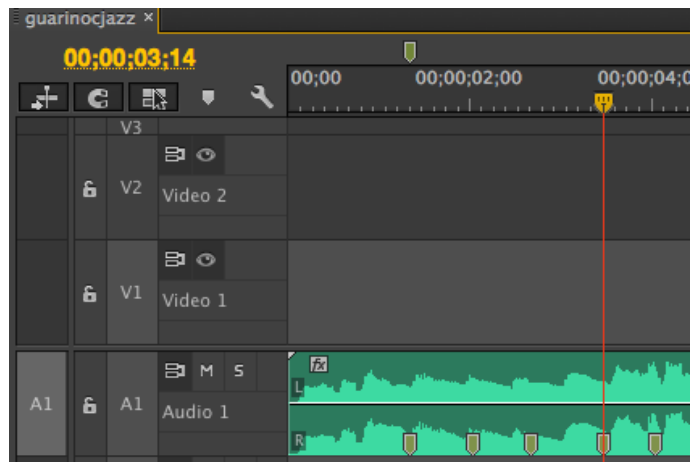 guarinocjazz ×
00;00;03;14
00;00 00;00;02;00 00;00;04;0
V3
V2 Video 2
V1 Video 1
fx
M S
L
A1 A1 Audio 1
R